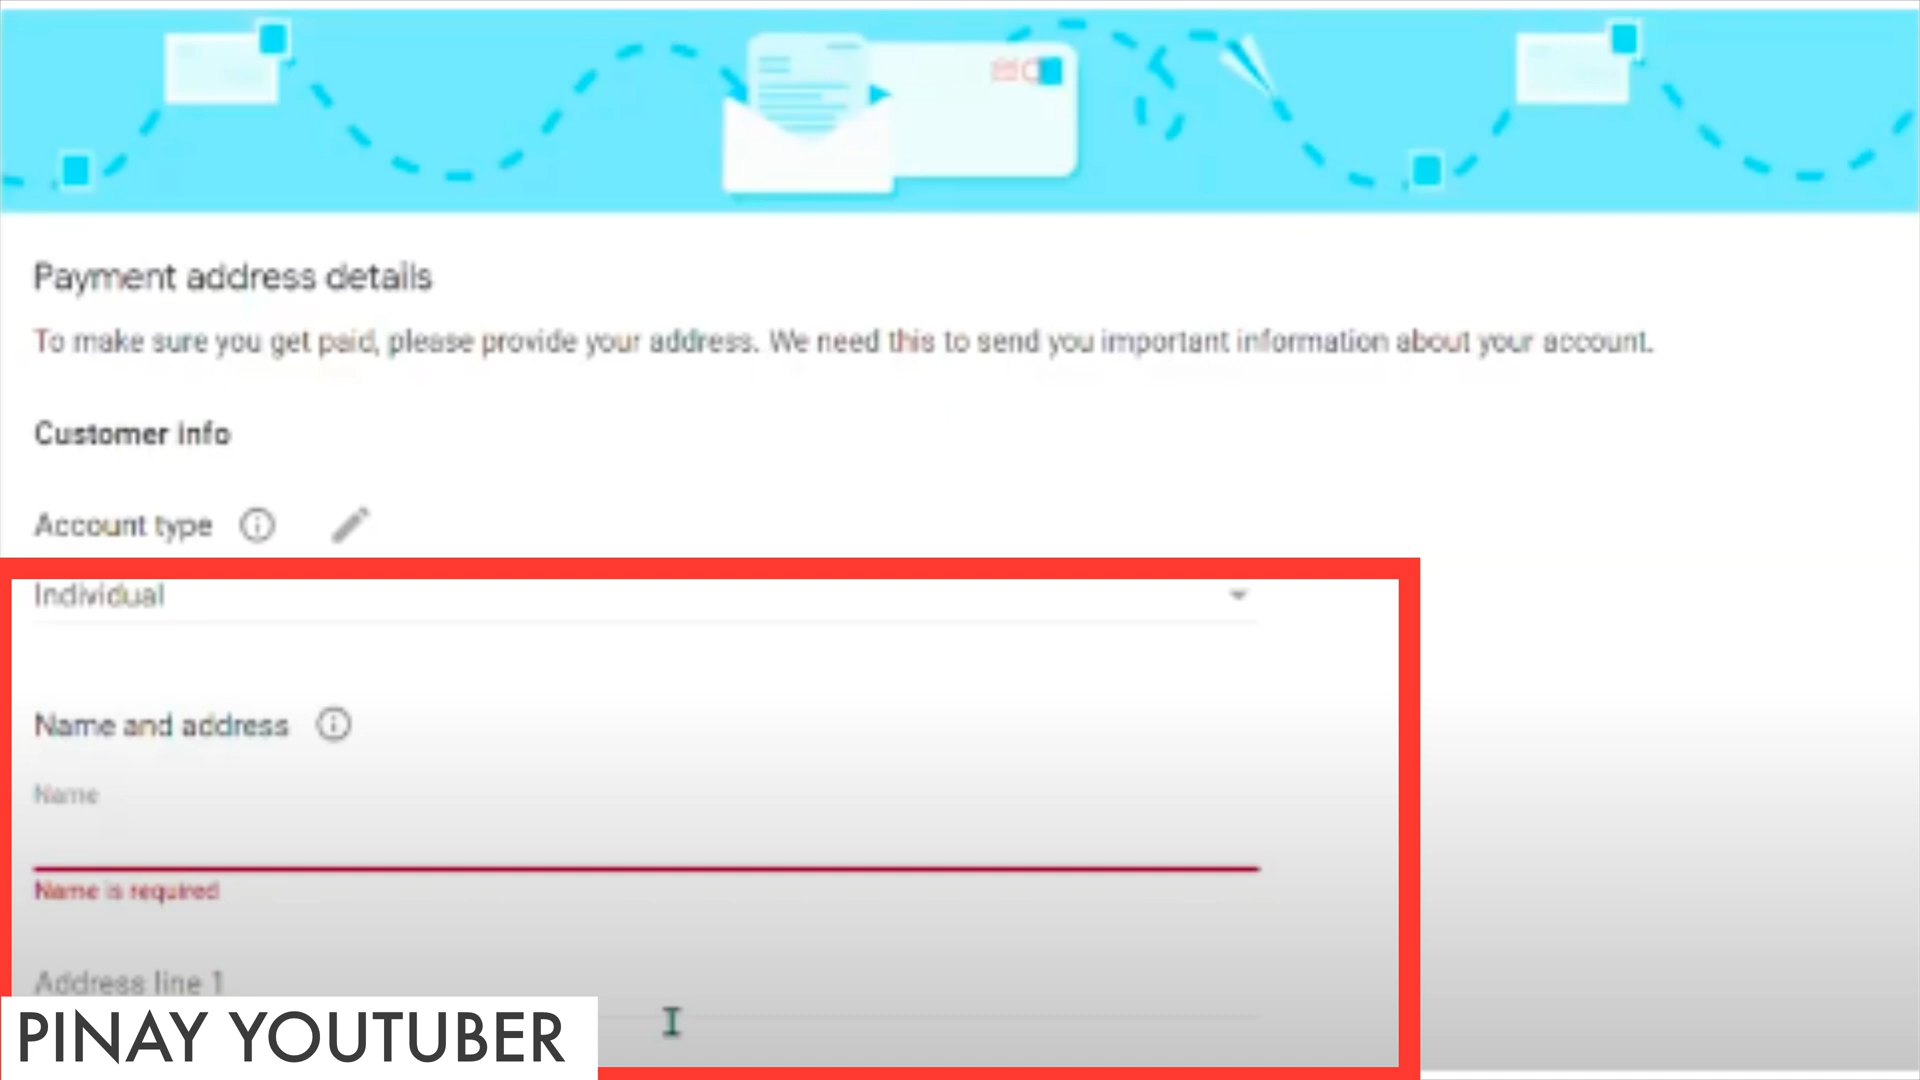 Payment address details
To make sure you get paid, please provide your address. We need this to send you important information about your account.
Customer info
Account type
Individual
Name and address
Name
Name is required
Address line 1
PINAY YOUTUBER